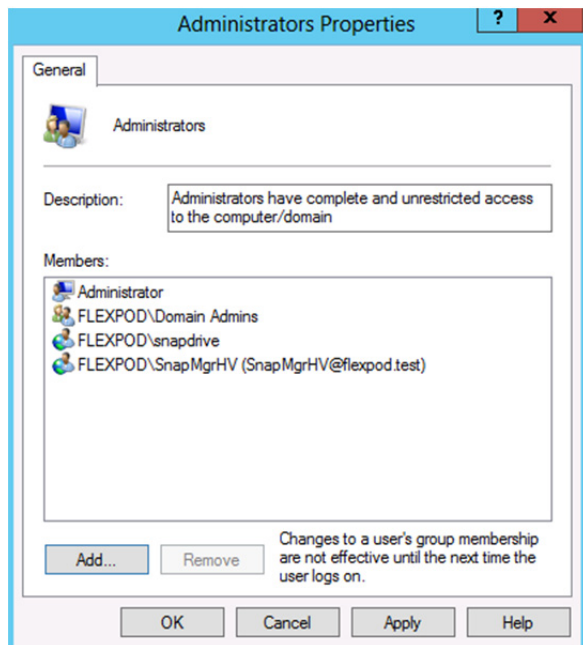 Administrators Properties
?
x
General
Administrators
Description:
Administrators have complete and unrestricted access
to the computer/domain
Members:
Administrator
FLEXPOD\Domain Admins
FLEXPOD\snapdrive
FLEXPOD\SnapMgrHV (SnapMgrHV@flexpod.test)
Add...
Remove
Changes to a user's group membership
are not effective until the next time the
user logs on.
OK
Cancel
Apply
Help